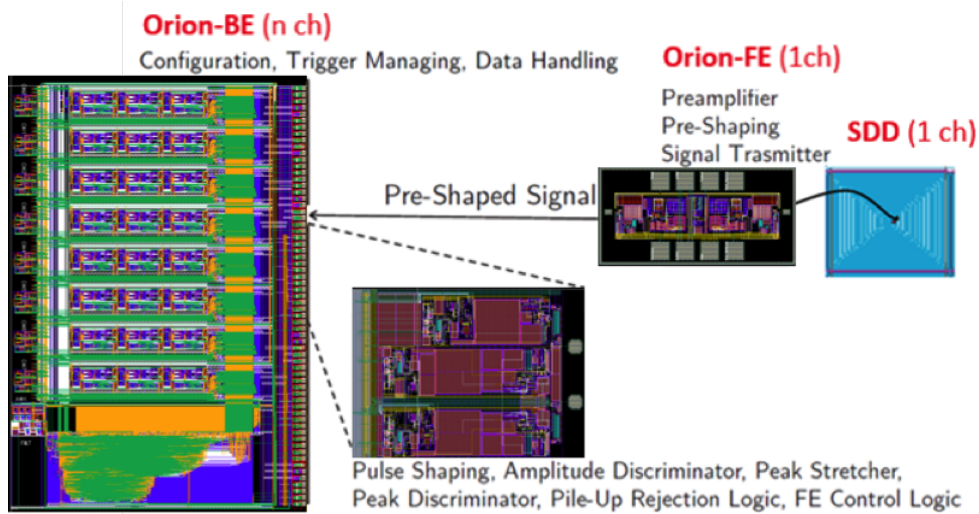 Orion-BE (n ch)
Configuration, Trigger Managing, Data Handling
Orion-FE (1ch)
Preamplifier
Pre-Shaping
Signal Trasmitter
SDD (1 ch)
Pre-Shaped Signal
Pulse Shaping, Amplitude Discriminator, Peak Stretcher,
Peak Discriminator, Pile-Up Rejection Logic, FE Control Logic